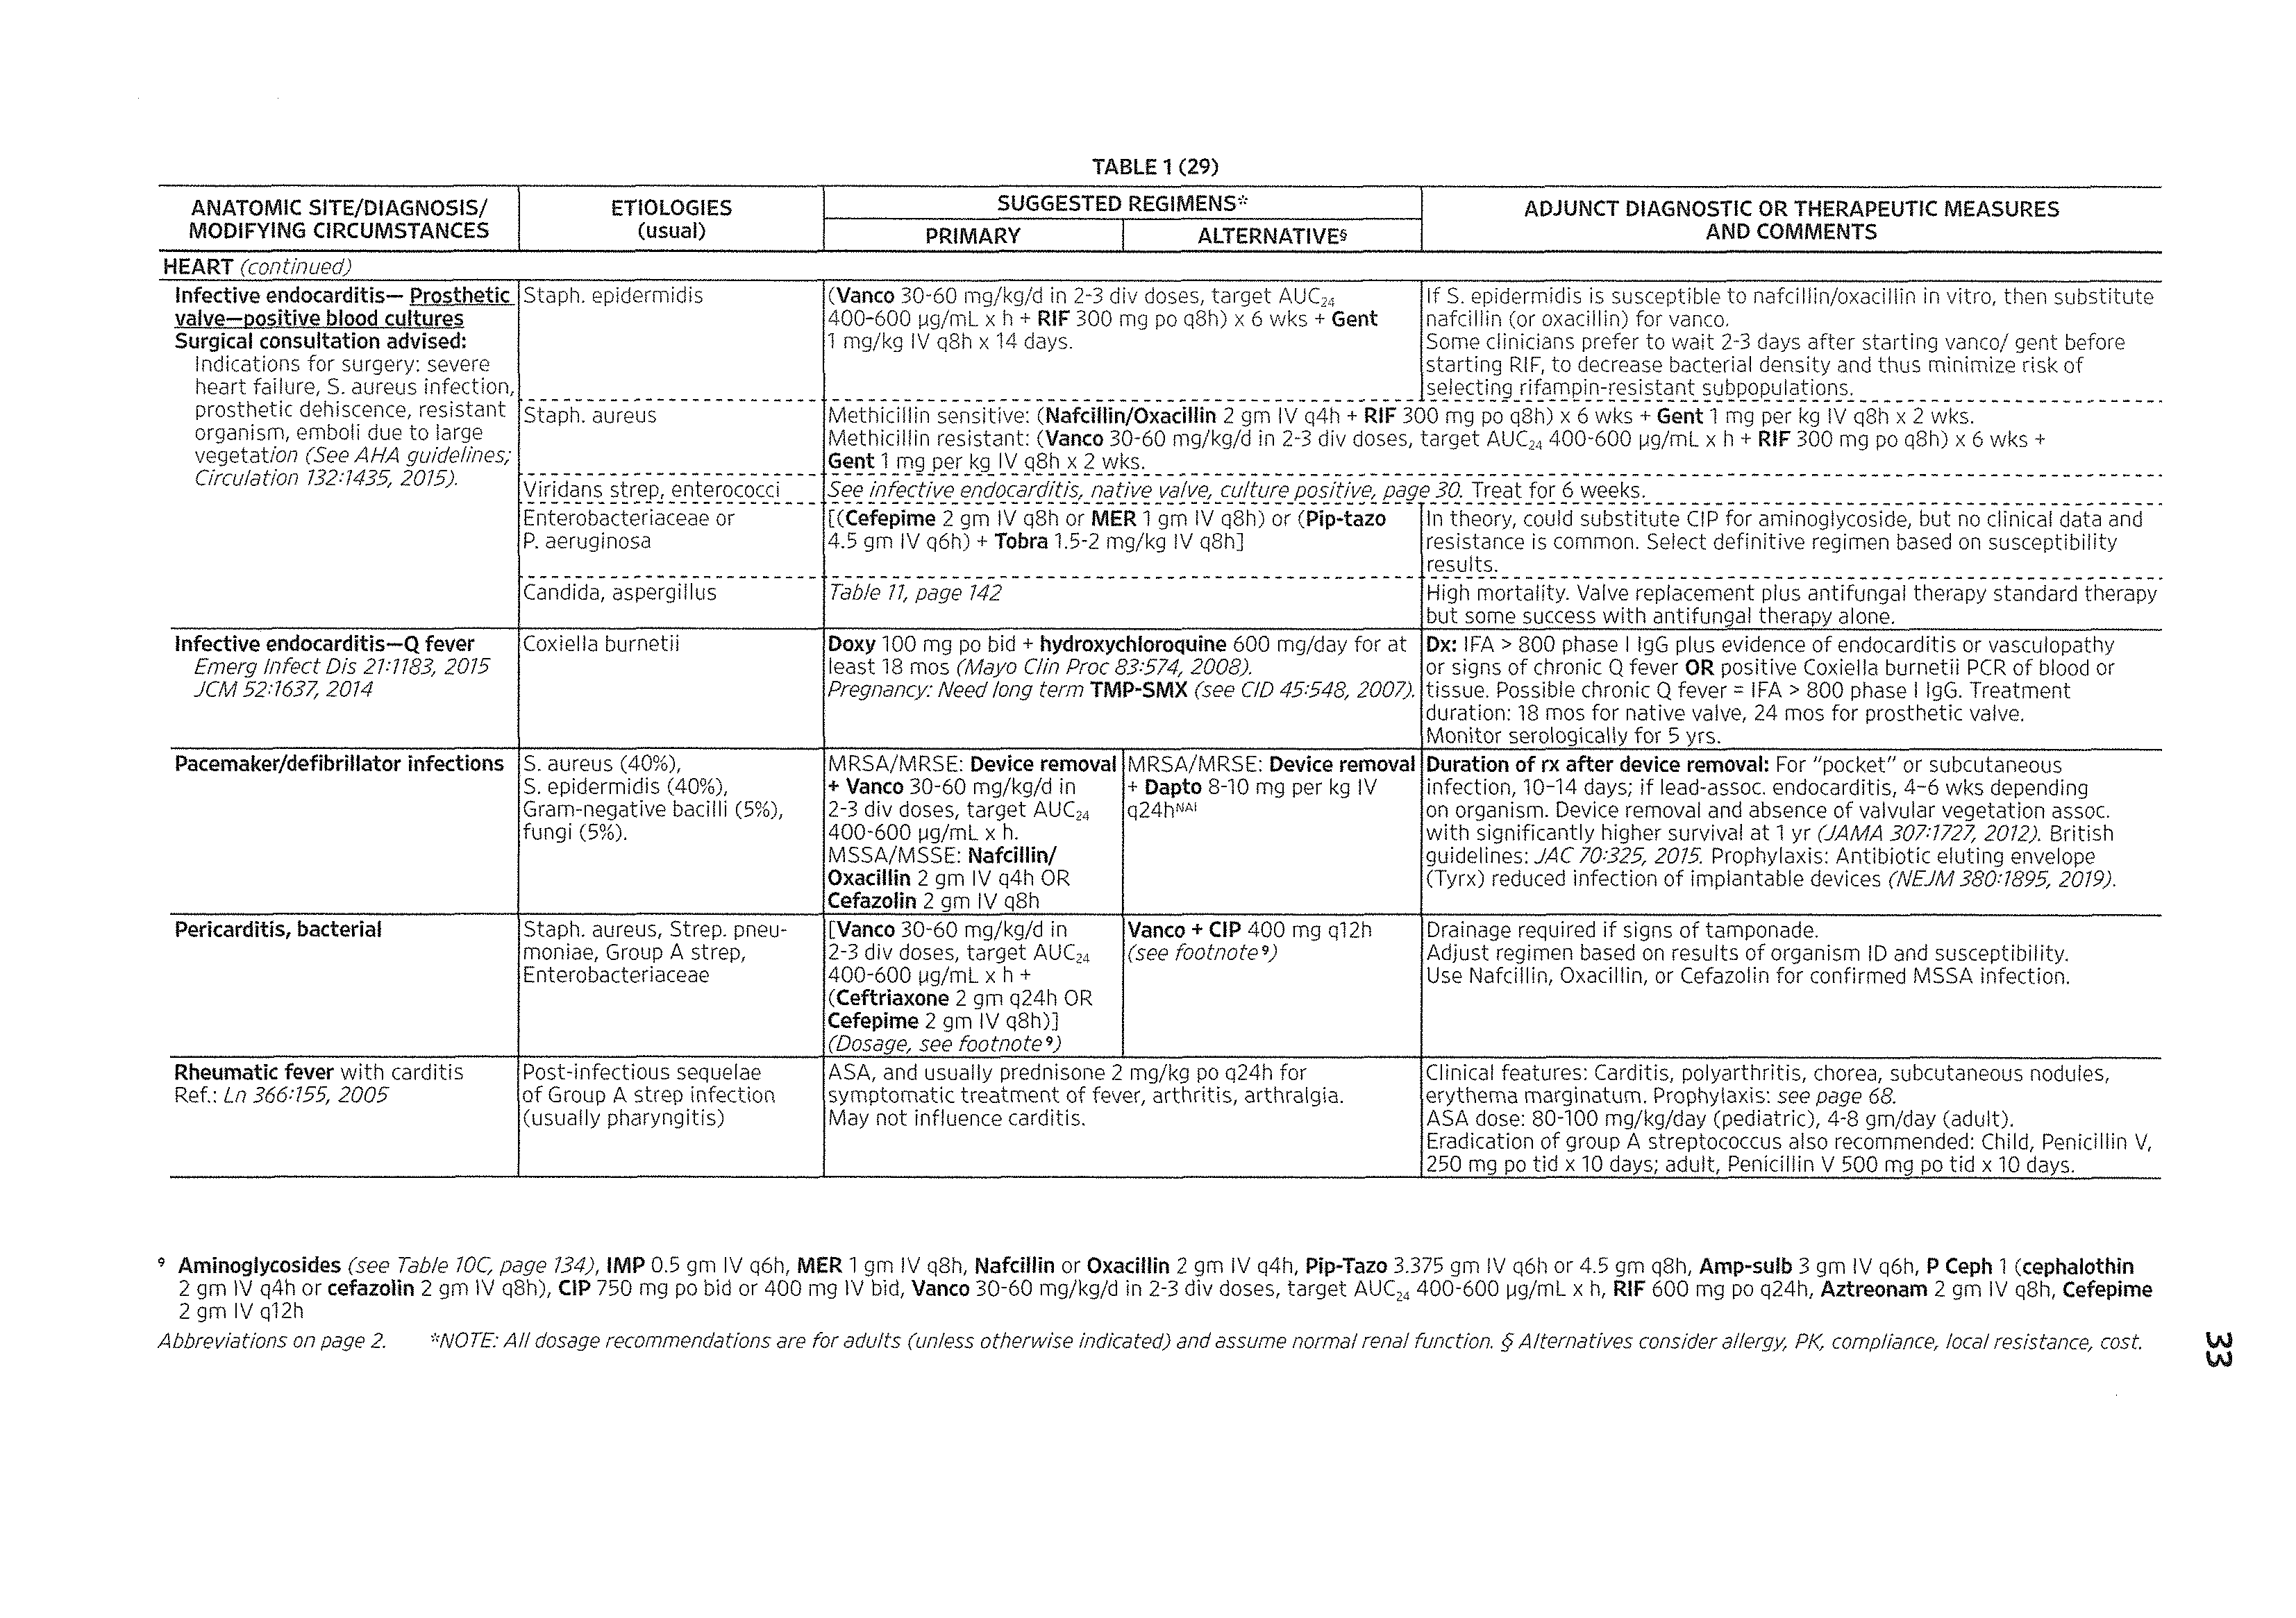 TABLE 1 (29)
ANATOMIC SITE/DIAGNOSIS/
MODIFYING CIRCUMSTANCES
ETIOLOGIES
(usual)
SUGGESTED REGIMENS*
PRIMARY
ALTERNATIVE§
ADJUNCT DIAGNOSTIC OR THERAPEUTIC MEASURES
AND COMMENTS
HEART (continued)
Infective endocarditis— Prosthetic
valve—positive blood cultures
Surgical consultation advised:
Indications for surgery: severe
heart failure, S. aureus infection,
prosthetic dehiscence, resistant
organism, emboli due to large
vegetation (See AHA guidelines;
Circulation 132:1435, 2015).
Staph. epidermidis
(Vanco 30-60 mg/kg/d in 2-3 div doses, target AUC24
400-600 µg/mL x h + RIF 300 mg po q8h) x 6 wks + Gent
1 mg/kg IV q8h x 14 days.
If S. epidermidis is susceptible to nafcillin/oxacillin in vitro, then substitute
nafcillin (or oxacillin) for vanco.
Some clinicians prefer to wait 2-3 days after starting vanco/ gent before
starting RIF, to decrease bacterial density and thus minimize risk of
selecting rifampin-resistant subpopulations.
Staph. aureus
Methicillin sensitive: (Nafcillin/Oxacillin 2 gm IV q4h + RIF 300 mg po q8h) x 6 wks + Gent 1 mg per kg IV q8h x 2 wks.
Methicillin resistant: (Vanco 30-60 mg/kg/d in 2-3 div doses, target AUC24 400-600 µg/mL x h + RIF 300 mg po q8h) x 6 wks +
Gent 1 mg per kg IV q8h x 2 wks.
Viridans strep, enterococci
See infective endocarditis, native valve, culture positive, page 30. Treat for 6 weeks.
Enterobacteriaceae or
P. aeruginosa
[(Cefepime 2 gm IV q8h or MER 1 gm IV q8h) or (Pip-tazo
4.5 gm IV q6h) + Tobra 1.5-2 mg/kg IV q8h]
In theory, could substitute CIP for aminoglycoside, but no clinical data and
resistance is common. Select definitive regimen based on susceptibility
results.
Candida, aspergillus
Table 11, page 142
High mortality. Valve replacement plus antifungal therapy standard therapy
but some success with antifungal therapy alone.
Infective endocarditis—Q fever
Emerg Infect Dis 21:1183, 2015
JCM 52:1637, 2014
Coxiella burnetii
Doxy 100 mg po bid + hydroxychloroquine 600 mg/day for at
least 18 mos (Mayo Clin Proc 83:574, 2008).
Pregnancy: Need long term TMP-SMX (see CID 45:548, 2007).
Dx: IFA > 800 phase I IgG plus evidence of endocarditis or vasculopathy
or signs of chronic Q fever OR positive Coxiella burnetii PCR of blood or
tissue. Possible chronic Q fever = IFA > 800 phase I IgG. Treatment
duration: 18 mos for native valve, 24 mos for prosthetic valve.
Monitor serologically for 5 yrs.
Pacemaker/defibrillator infections
S. aureus (40%),
S. epidermidis (40%),
Gram-negative bacilli (5%),
fungi (5%).
MRSA/MRSE: Device removal
+ Vanco 30-60 mg/kg/d in
2-3 div doses, target AUC24
400-600 µg/mL x h.
MSSA/MSSE: Nafcillin/
Oxacillin 2 gm IV q4h OR
Cefazolin 2 gm IV q8h
MRSA/MRSE: Device removal
+ Dapto 8-10 mg per kg IV
q24hNAI
Duration of rx after device removal: For "pocket" or subcutaneous
infection, 10-14 days; if lead-assoc. endocarditis, 4-6 wks depending
on organism. Device removal and absence of valvular vegetation assoc.
with significantly higher survival at 1 yr (JAMA 307:1727, 2012). British
guidelines: JAC 70:325, 2015. Prophylaxis: Antibiotic eluting envelope
(Tyrx) reduced infection of implantable devices (NEJM 380:1895, 2019).
Pericarditis, bacterial
Staph. aureus, Strep. pneu-
moniae, Group A strep,
Enterobacteriaceae
[Vanco 30-60 mg/kg/d in
2-3 div doses, target AUC24
400-600 µg/mL x h +
(Ceftriaxone 2 gm q24h OR
Cefepime 2 gm IV q8h)]
(Dosage, see footnote9)
Vanco + CIP 400 mg q12h
(see footnote9)
Drainage required if signs of tamponade.
Adjust regimen based on results of organism ID and susceptibility.
Use Nafcillin, Oxacillin, or Cefazolin for confirmed MSSA infection.
Rheumatic fever with carditis
Ref.: Ln 366:155, 2005
Post-infectious sequelae
of Group A strep infection
(usually pharyngitis)
ASA, and usually prednisone 2 mg/kg po q24h for
symptomatic treatment of fever, arthritis, arthralgia.
May not influence carditis.
Clinical features: Carditis, polyarthritis, chorea, subcutaneous nodules,
erythema marginatum. Prophylaxis: see page 68.
ASA dose: 80-100 mg/kg/day (pediatric), 4-8 gm/day (adult).
Eradication of group A streptococcus also recommended: Child, Penicillin V,
250 mg po tid x 10 days; adult, Penicillin V 500 mg po tid x 10 days.
9 Aminoglycosides (see Table 10C, page 134), IMP 0.5 gm IV q6h, MER 1 gm IV q8h, Nafcillin or Oxacillin 2 gm IV q4h, Pip-Tazo 3.375 gm IV q6h or 4.5 gm q8h, Amp-sulb 3 gm IV q6h, P Ceph 1 (cephalothin
2 gm IV q4h or cefazolin 2 gm IV q8h), CIP 750 mg po bid or 400 mg IV bid, Vanco 30-60 mg/kg/d in 2-3 div doses, target AUC24 400-600 µg/mL x h, RIF 600 mg po q24h, Aztreonam 2 gm IV q8h, Cefepime
2 gm IV q12h
Abbreviations on page 2. *NOTE: All dosage recommendations are for adults (unless otherwise indicated) and assume normal renal function. § Alternatives consider allergy, PK, compliance, local resistance, cost.
33